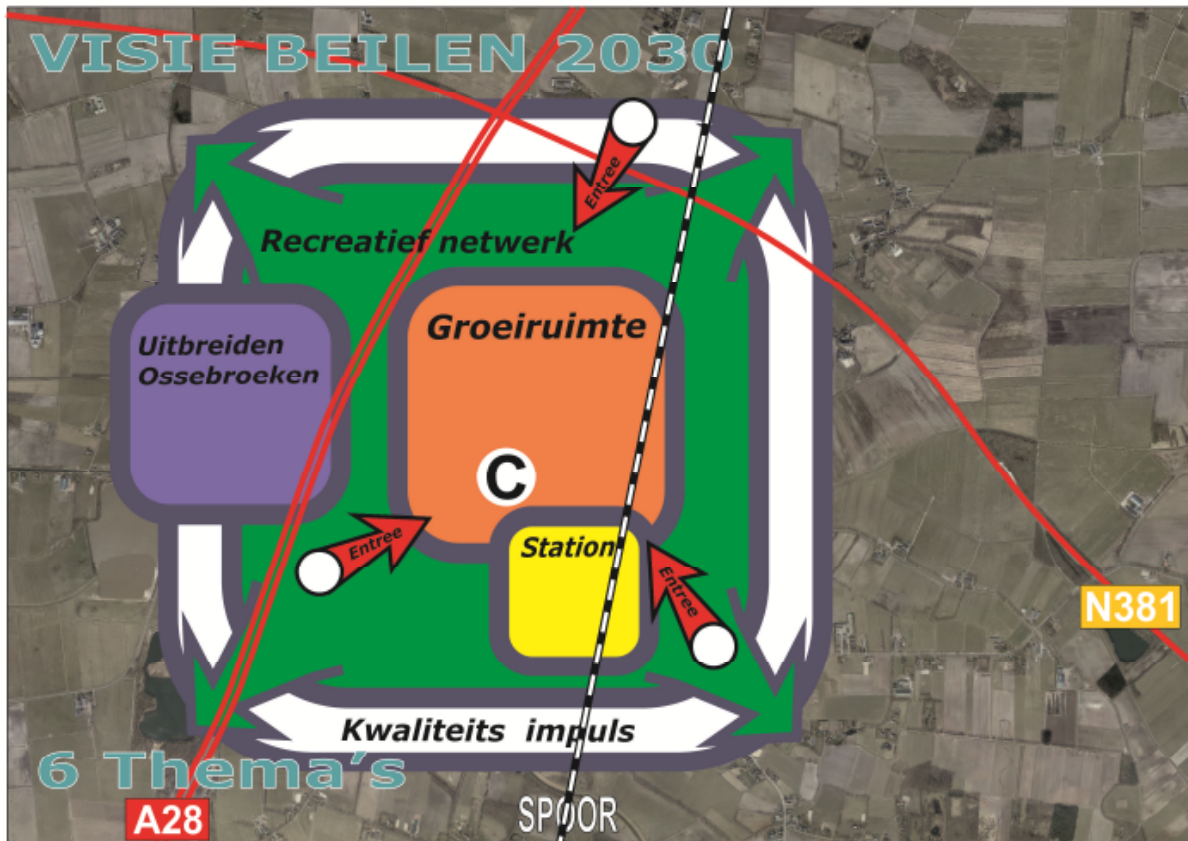 VISIE BEILEN 2030
Entree
Recreatief netwerk
Groeiruimte
Uitbreiden
Ossebroeken
C
Entree
Station
Entree
N381
Kwaliteits impuls
6 Thema's
A28
SPOOR